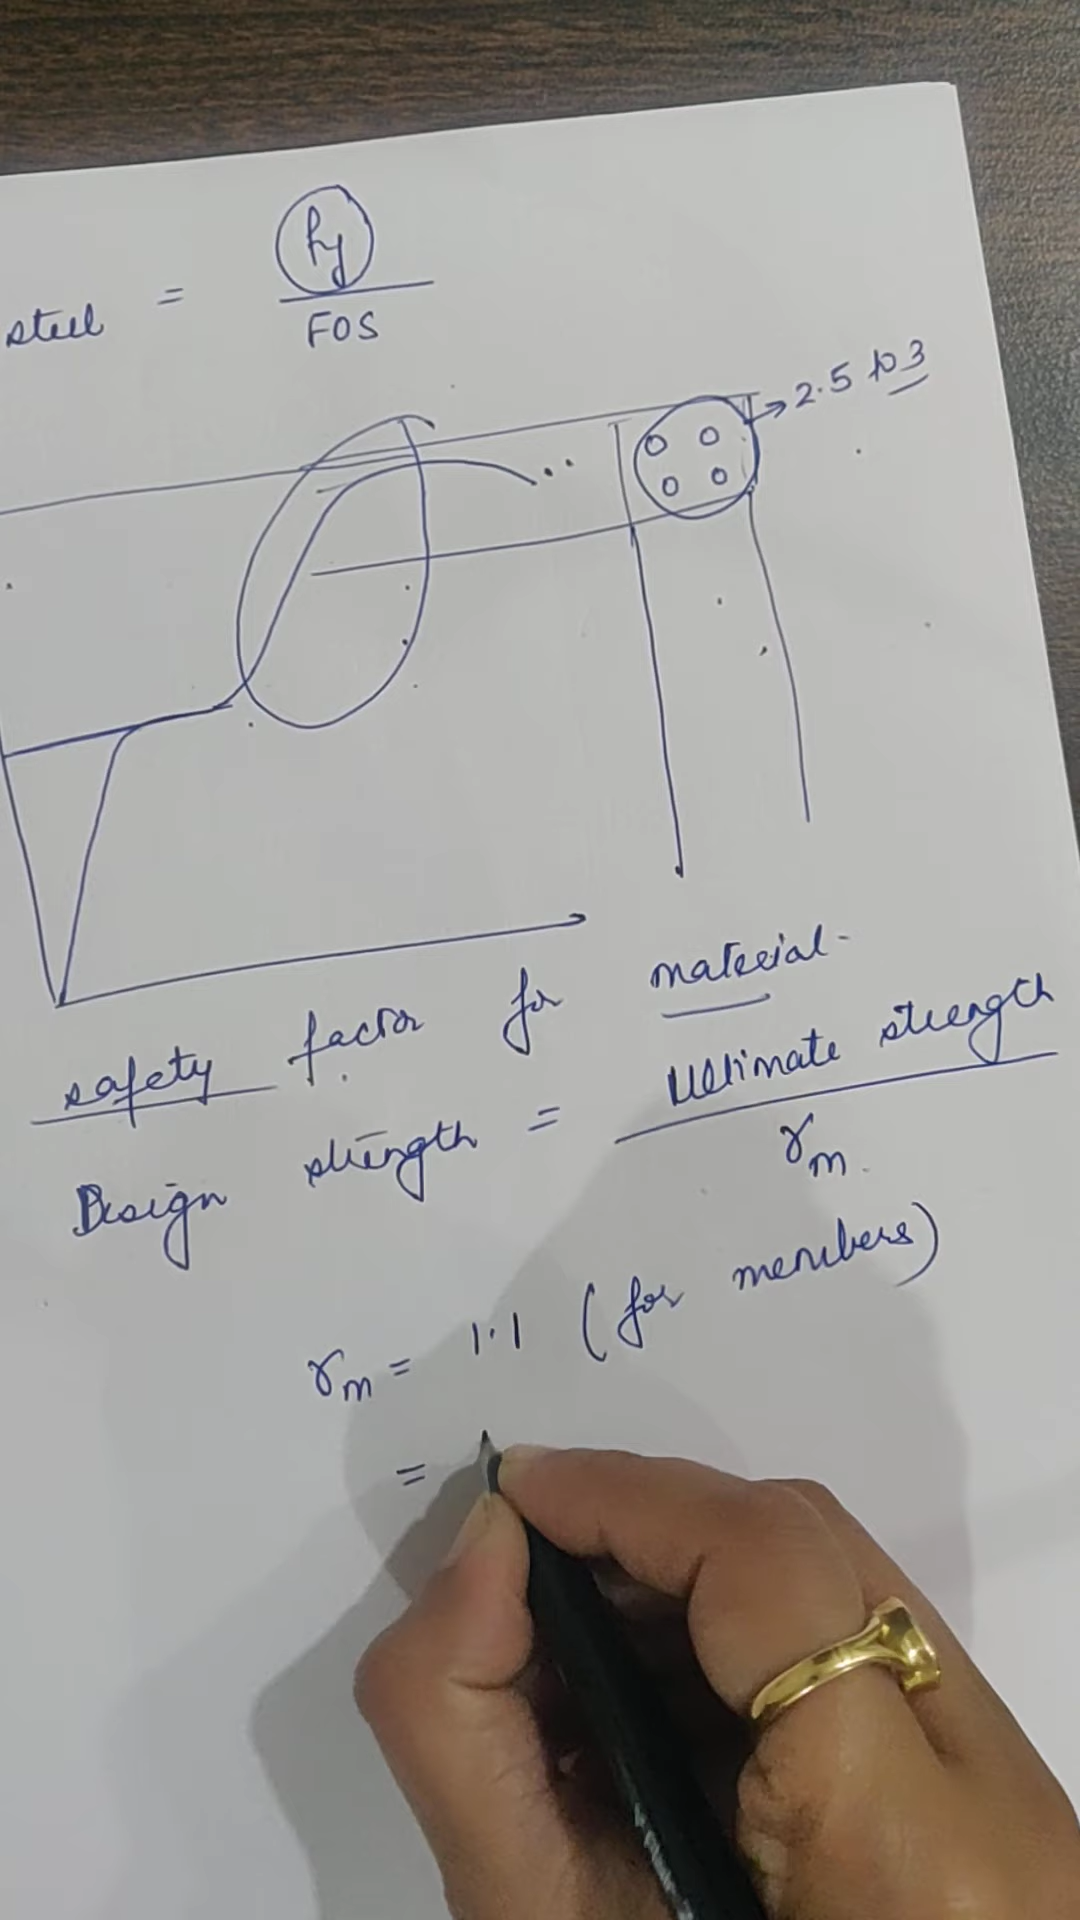 steel = fy
FOS
→ 2.5 to 3
safety factor for material
Design strength = Ultimate strength
γm
γm = 1.1 (for members)
=